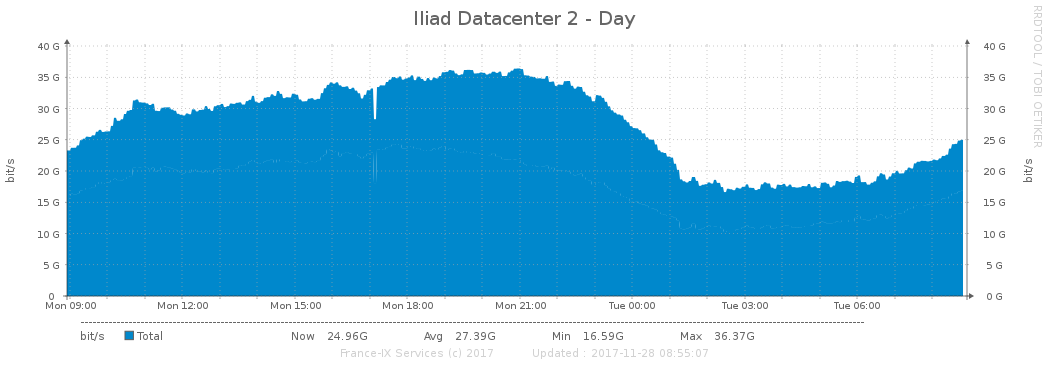 Iliad Datacenter 2 - Day
RRDTOOL / TOBI OETIKER
40 G 40 G
35 G 35 G
30 G 30 G
25 G 25 G
20 G 20 G
15 G 15 G
10 G 10 G
5 G 5 G
0 0 G
bit/s bit/s
Mon 09:00 Mon 12:00 Mon 15:00 Mon 18:00 Mon 21:00 Tue 00:00 Tue 03:00 Tue 06:00
bit/s Total Now 24.96G Avg 27.39G Min 16.59G Max 36.37G
France-IX Services (c) 2017 Updated : 2017-11-28 08:55:07